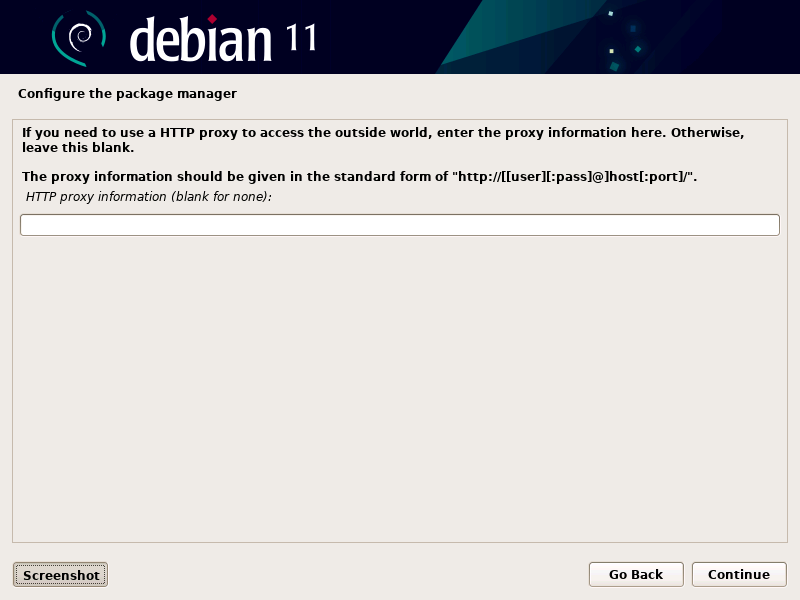 debian 11
Configure the package manager
If you need to use a HTTP proxy to access the outside world, enter the proxy information here. Otherwise,
leave this blank.
The proxy information should be given in the standard form of "http://[[user][:pass]@]host[:port]/".
HTTP proxy information (blank for none):
Screenshot
Go Back
Continue